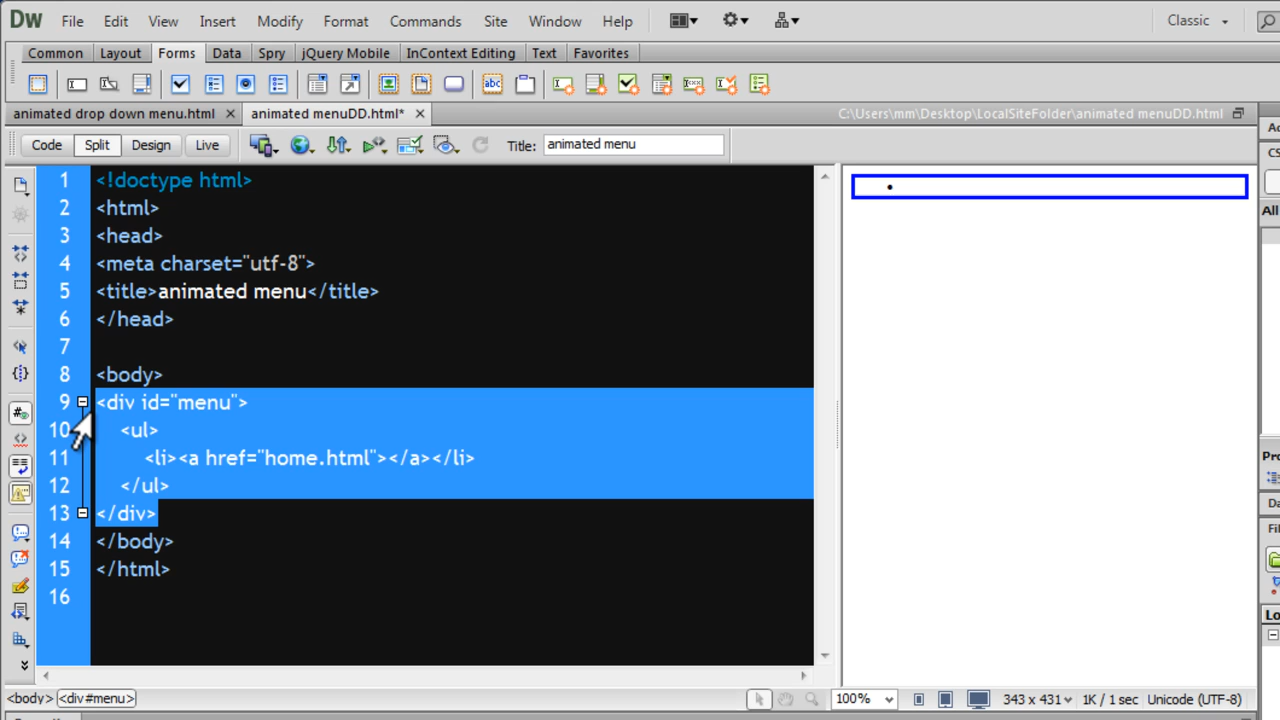 Dw File Edit View Insert Modify Format Commands Site Window Help Classic
Common Layout Forms Data Spry jQuery Mobile InContext Editing Text Favorites
animated drop down menu.html animated menuDD.html* C:\Users\mm\Desktop\LocalSiteFolder\animated menuDD.html
Code Split Design Live Title: animated menu
1 <!doctype html>
2 <html>
3 <head>
4 <meta charset="utf-8">
5 <title>animated menu</title>
6 </head>
7
8 <body>
9 <div id="menu">
10 <ul>
11 <li><a href="home.html"></a></li>
12 </ul>
13 </div>
14 </body>
15 </html>
16
All
<body> <div#menu> 100% 343 x 431 1K / 1 sec Unicode (UTF-8)